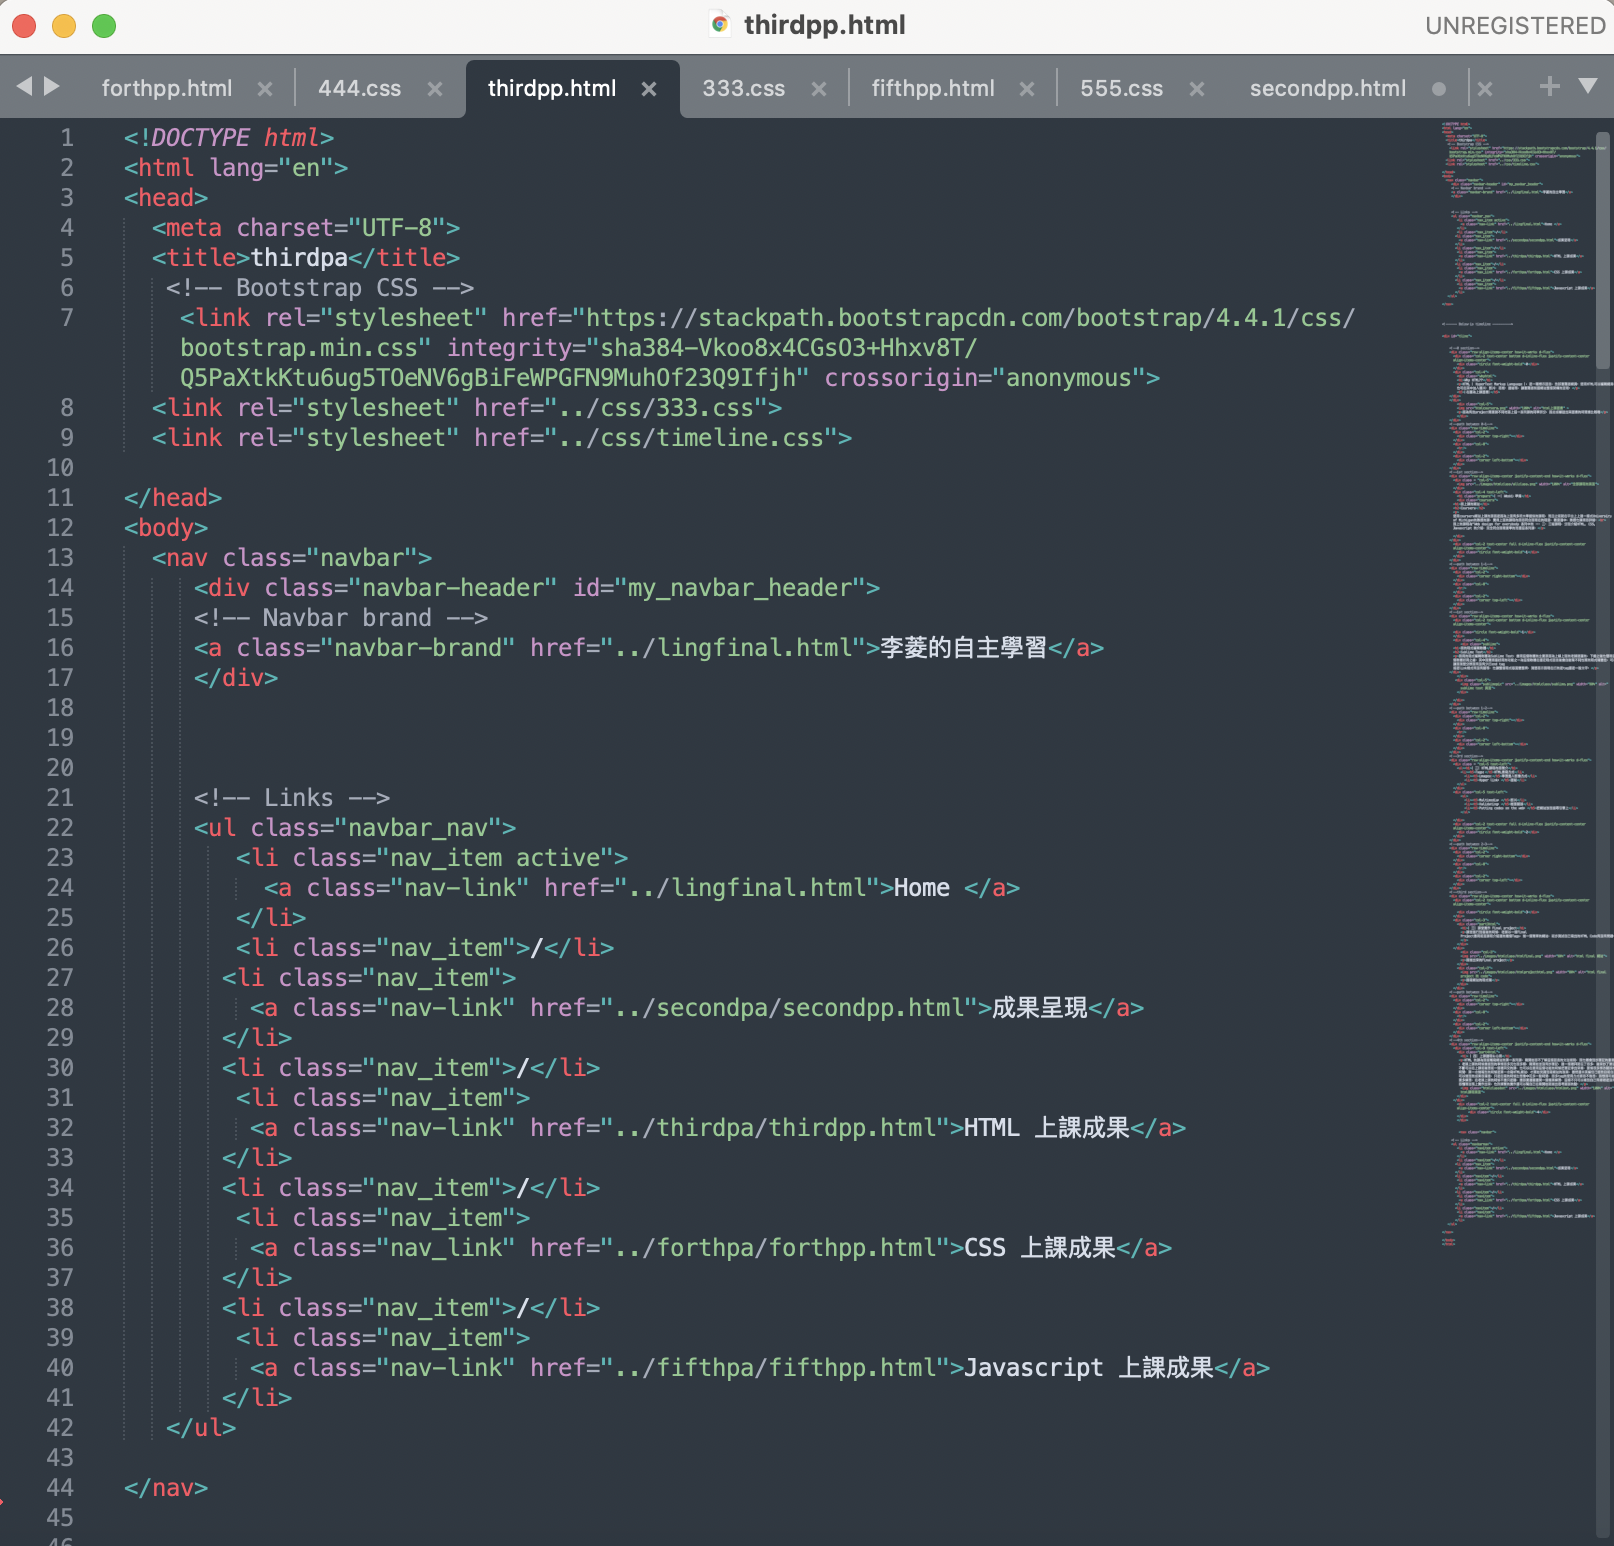 thirdpp.html
UNREGISTERED
forthpp.html 444.css thirdpp.html 333.css fifthpp.html 555.css secondpp.html
1 <!DOCTYPE html>
2 <html lang="en">
3 <head>
4 <meta charset="UTF-8">
5 <title>thirdpa</title>
6 <!-- Bootstrap CSS -->
7 <link rel="stylesheet" href="https://stackpath.bootstrapcdn.com/bootstrap/4.4.1/css/
bootstrap.min.css" integrity="sha384-Vkoo8x4CGsO3+Hhxv8T/
Q5PaXtkKtu6ug5TOeNV6gBiFeWPGFN9MuhOf23Q9Ifjh" crossorigin="anonymous">
8 <link rel="stylesheet" href="../css/333.css">
9 <link rel="stylesheet" href="../css/timeline.css">
10
11 </head>
12 <body>
13 <nav class="navbar">
14 <div class="navbar-header" id="my_navbar_header">
15 <!-- Navbar brand -->
16 <a class="navbar-brand" href="../lingfinal.html">李菱的自主學習</a>
17 </div>
18
19
20
21 <!-- Links -->
22 <ul class="navbar_nav">
23 <li class="nav_item active">
24 <a class="nav-link" href="../lingfinal.html">Home </a>
25 </li>
26 <li class="nav_item">/</li>
27 <li class="nav_item">
28 <a class="nav-link" href="../secondpa/secondpp.html">成果呈現</a>
29 </li>
30 <li class="nav_item">/</li>
31 <li class="nav_item">
32 <a class="nav-link" href="../thirdpa/thirdpp.html">HTML 上課成果</a>
33 </li>
34 <li class="nav_item">/</li>
35 <li class="nav_item">
36 <a class="nav_link" href="../forthpa/forthpp.html">CSS 上課成果</a>
37 </li>
38 <li class="nav_item">/</li>
39 <li class="nav_item">
40 <a class="nav-link" href="../fifthpa/fifthpp.html">Javascript 上課成果</a>
41 </li>
42 </ul>
43
44 </nav>
45
46